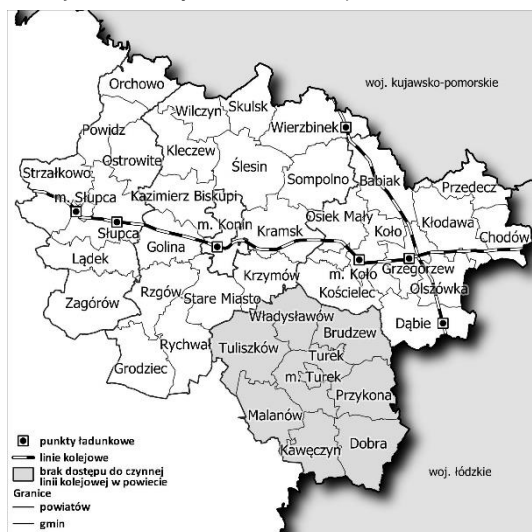 Orchowo
woj. kujawsko-pomorskie
Wilczyn
Skulsk
Powidz
Wierzbinek
Kleczew
Ostrowite
Ślesin
Strzałkowo
Sompolno
Babiak
Przedecz
m. Słupca
Kazimierz Biskupi
Osiek Mały
Kłodawa
Słupca
m. Konin
Kramsk
Koło
Chodów
Golina
Lądek
Krzymów
m. Koło
Grzegorzew
Olszówka
Rzgów
Stare Miasto
Kościelec
Zagórów
Władysławów
Dąbie
Brudzew
Rychwał
Tuliszków
Turek
Grodziec
m. Turek
Przykona
Malanów
Kawęczyn
Dobra
punkty ładunkowe
linie kolejowe
brak dostępu do czynnej
linii kolejowej w powiecie
Granice
powiatów
gmin
woj. łódzkie